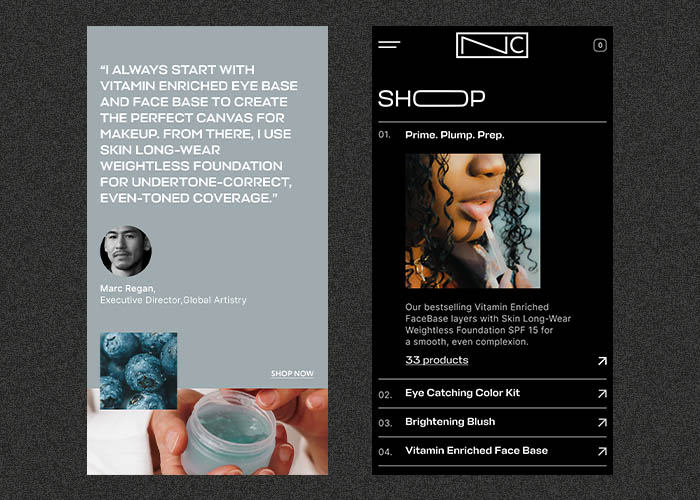 “I ALWAYS START WITH
VITAMIN ENRICHED EYE BASE
AND FACE BASE TO CREATE
THE PERFECT CANVAS FOR
MAKEUP. FROM THERE, I USE
SKIN LONG-WEAR
WEIGHTLESS FOUNDATION
FOR UNDERTONE-CORRECT,
EVEN-TONED COVERAGE.”
Marc Regan,
Executive Director,Global Artistry
SHOP NOW
NC
0
SHOP
01.
Prime. Plump. Prep.
Our bestselling Vitamin Enriched
FaceBase layers with Skin Long-Wear
Weightless Foundation SPF 15 for
a smooth, even complexion.
33 products
02.
Eye Catching Color Kit
03.
Brightening Blush
04.
Vitamin Enriched Face Base